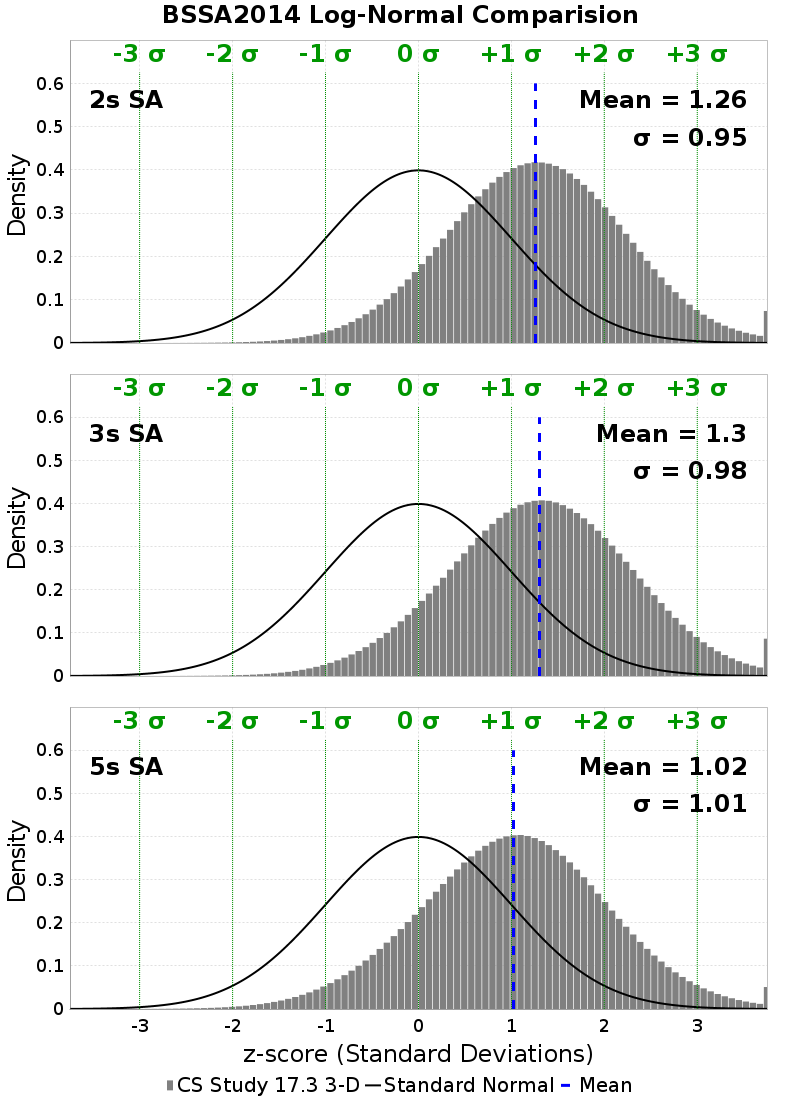 BSSA2014 Log-Normal Comparision
-3 σ -2 σ -1 σ 0 σ +1 σ +2 σ +3 σ
2s SA
Mean = 1.26
σ = 0.95
Density
0.6
0.5
0.4
0.3
0.2
0.1
0
-3 σ -2 σ -1 σ 0 σ +1 σ +2 σ +3 σ
3s SA
Mean = 1.3
σ = 0.98
Density
0.6
0.5
0.4
0.3
0.2
0.1
0
-3 σ -2 σ -1 σ 0 σ +1 σ +2 σ +3 σ
5s SA
Mean = 1.02
σ = 1.01
Density
0.6
0.5
0.4
0.3
0.2
0.1
0
-3 -2 -1 0 1 2 3
z-score (Standard Deviations)
CS Study 17.3 3-D Standard Normal Mean